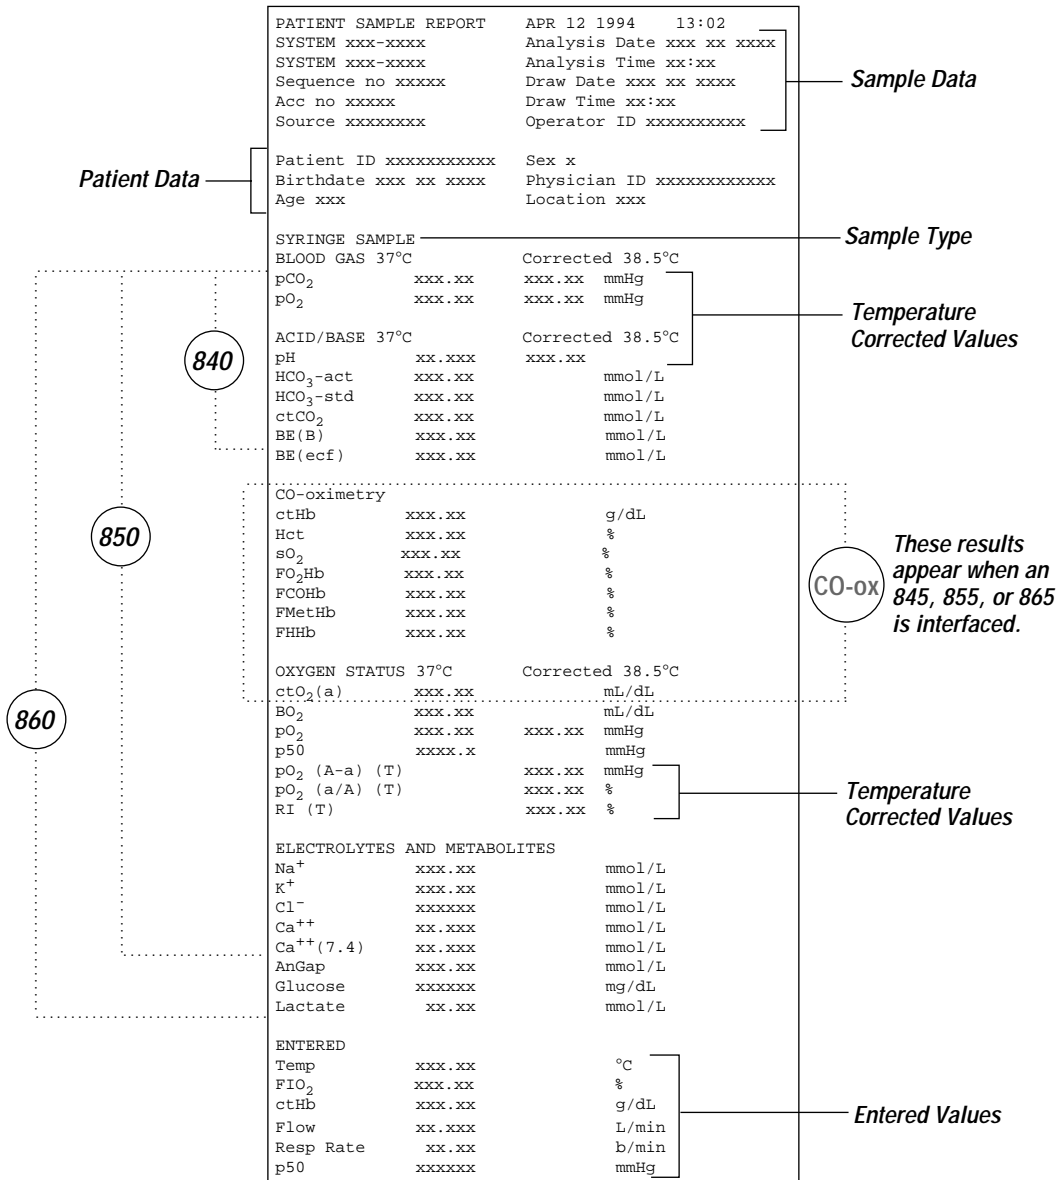 PATIENT SAMPLE REPORT APR 12 1994 13:02
SYSTEM xxx-xxxx Analysis Date xxx xx xxxx
SYSTEM xxx-xxxx Analysis Time xx:xx
Sequence no xxxxx Draw Date xxx xx xxxx
Acc no xxxxx Draw Time xx:xx
Source xxxxxxxx Operator ID xxxxxxxxxx
Sample Data
Patient ID xxxxxxxxxxx Sex x
Birthdate xxx xx xxxx Physician ID xxxxxxxxxxxx
Age xxx Location xxx
Patient Data
SYRINGE SAMPLE
Sample Type
BLOOD GAS 37°C Corrected 38.5°C
pCO₂ xxx.xx xxx.xx mmHg
pO₂ xxx.xx xxx.xx mmHg
Temperature
Corrected Values
ACID/BASE 37°C Corrected 38.5°C
pH xx.xxx xxx.xx
HCO₃-act xxx.xx mmol/L
HCO₃-std xxx.xx mmol/L
ctCO₂ xxx.xx mmol/L
BE(B) xxx.xx mmol/L
BE(ecf) xxx.xx mmol/L
840
CO-oximetry
ctHb xxx.xx g/dL
Hct xxx.xx %
sO₂ xxx.xx %
FO₂Hb xxx.xx %
FCOHb xxx.xx %
FMetHb xxx.xx %
FHHb xxx.xx %
850
CO-ox
These results
appear when an
845, 855, or 865
is interfaced.
OXYGEN STATUS 37°C Corrected 38.5°C
ctO₂(a) xxx.xx mL/dL
BO₂ xxx.xx mL/dL
pO₂ xxx.xx xxx.xx mmHg
p50 xxxx.x mmHg
pO₂ (A-a) (T) xxx.xx mmHg
pO₂ (a/A) (T) xxx.xx %
RI (T) xxx.xx %
860
Temperature
Corrected Values
ELECTROLYTES AND METABOLITES
Na⁺ xxx.xx mmol/L
K⁺ xxx.xx mmol/L
Cl⁻ xxxxxx mmol/L
Ca⁺⁺ xx.xxx mmol/L
Ca⁺⁺(7.4) xx.xxx mmol/L
AnGap xxx.xx mmol/L
Glucose xxxxxx mg/dL
Lactate xx.xx mmol/L
ENTERED
Temp xxx.xx °C
FIO₂ xxx.xx %
ctHb xxx.xx g/dL
Flow xx.xxx L/min
Resp Rate xx.xx b/min
p50 xxxxxx mmHg
Entered Values